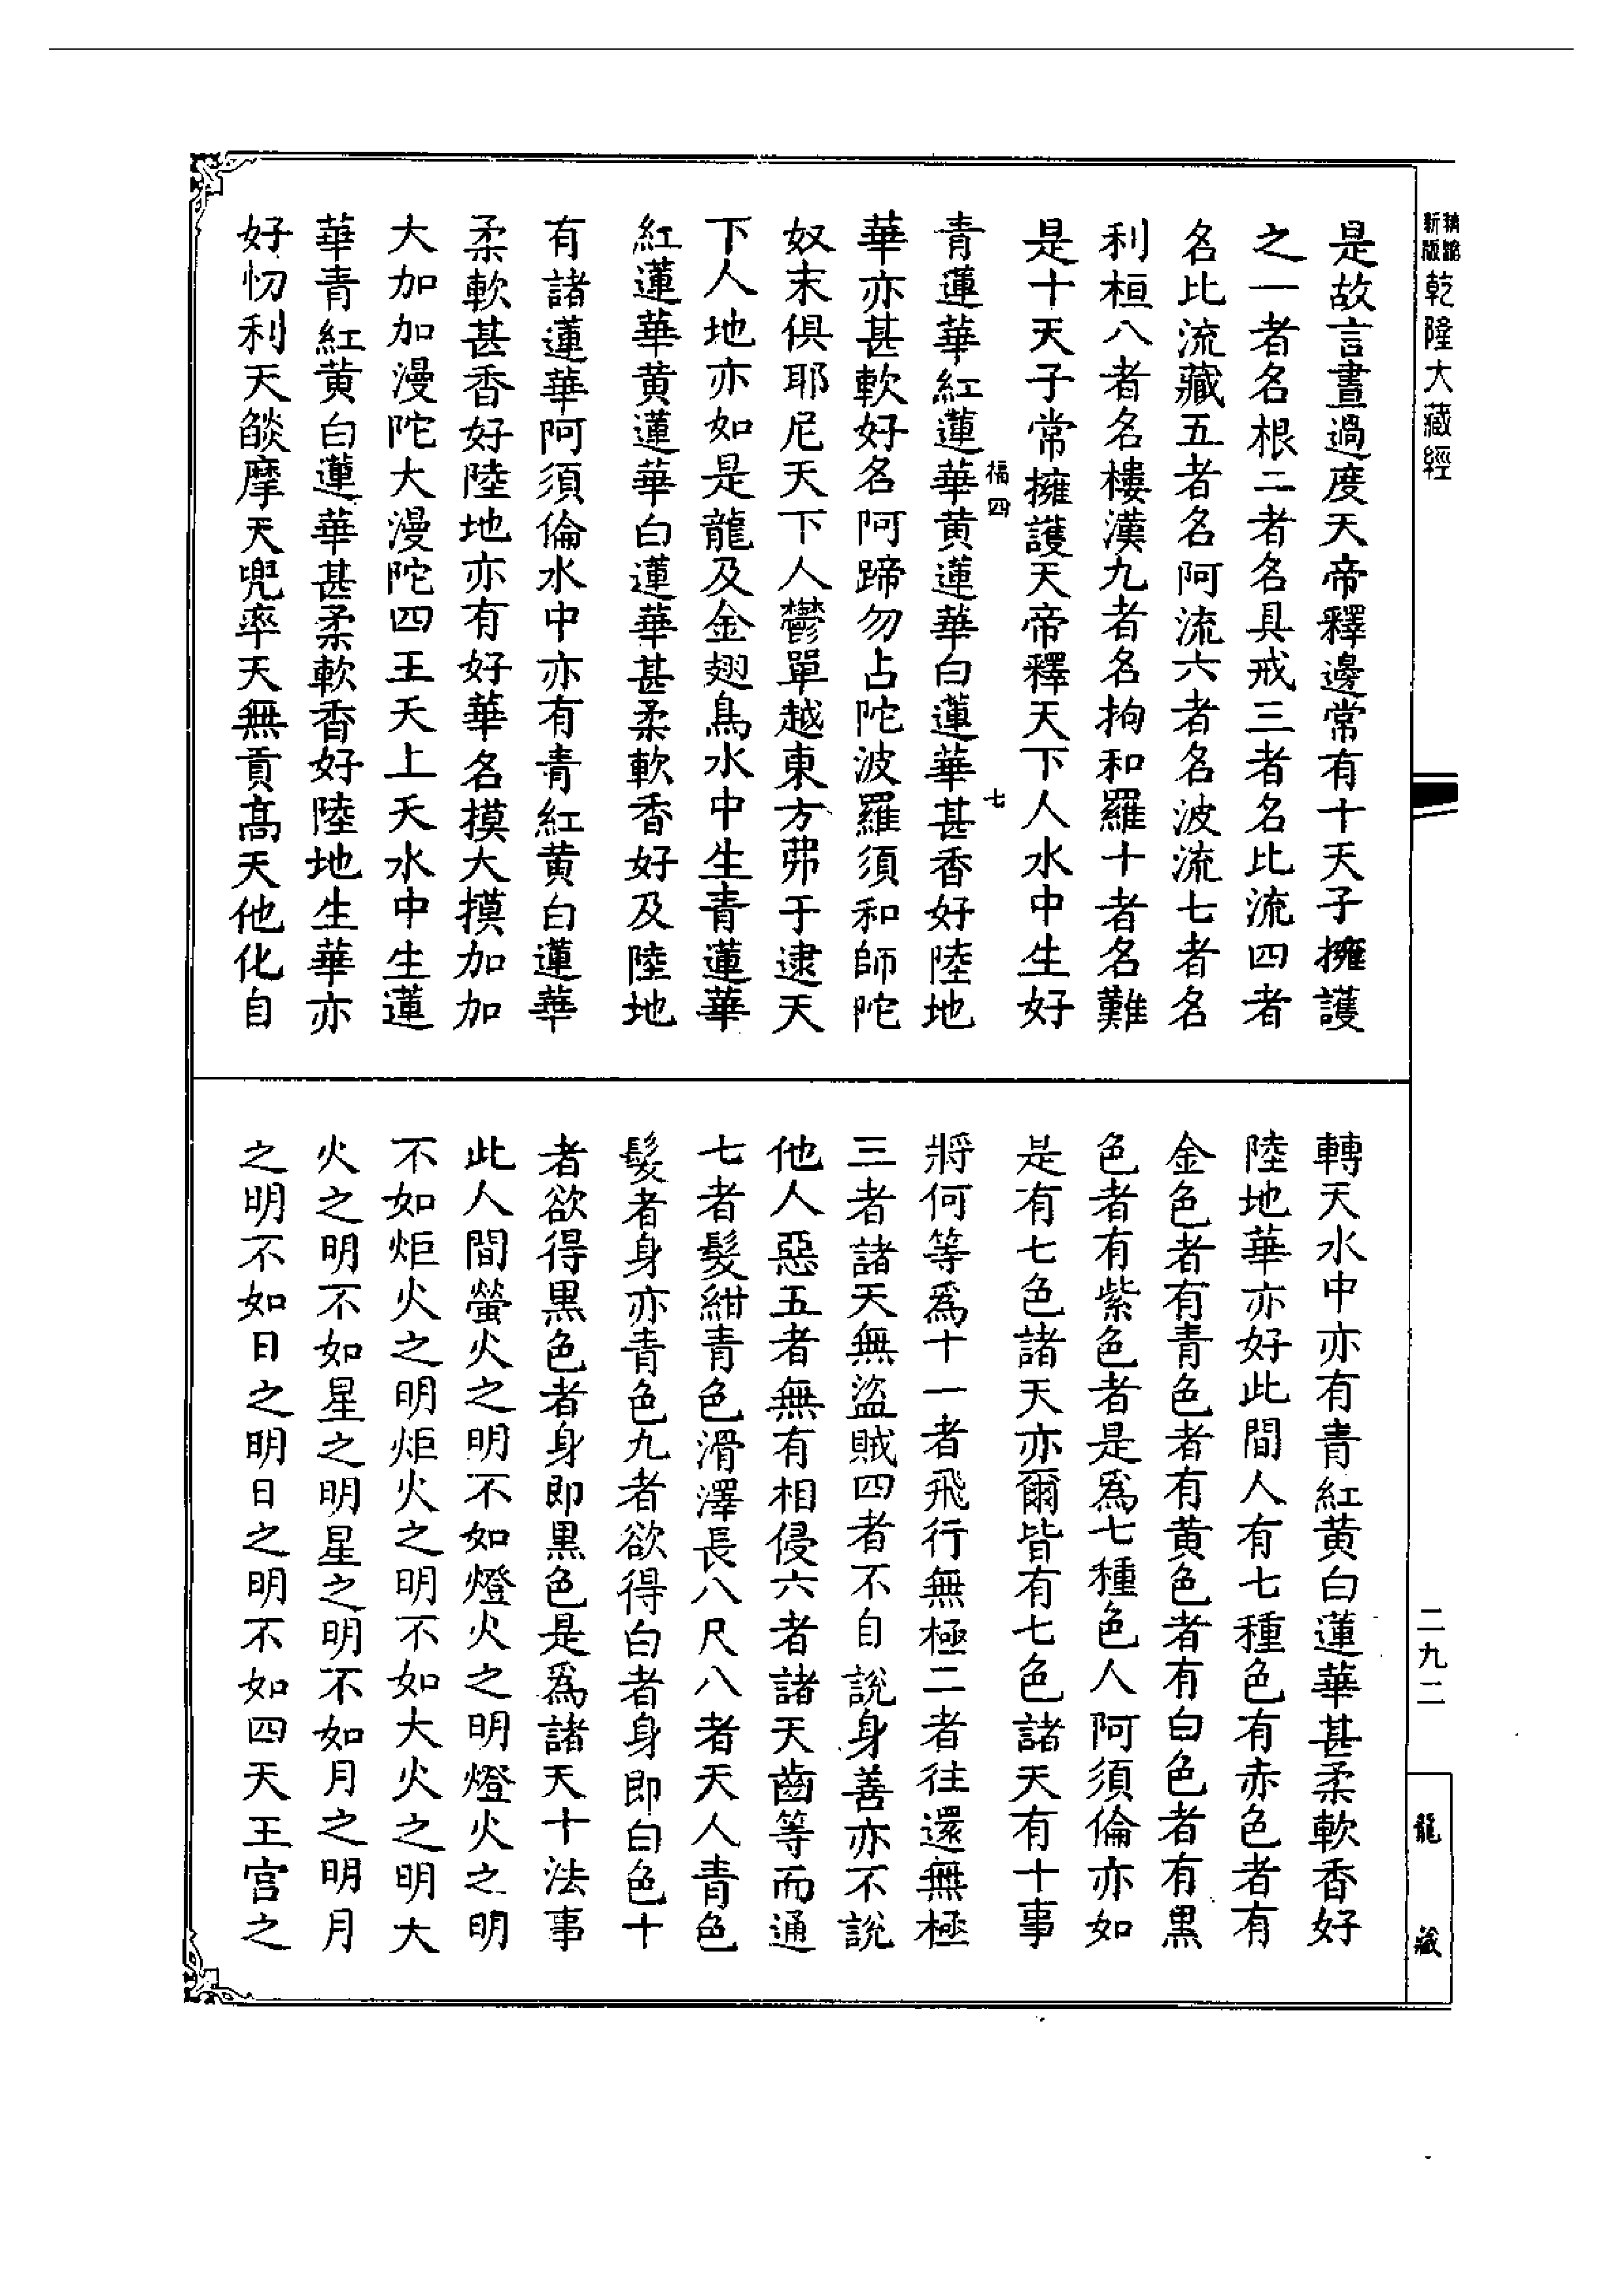 新版
精縮
乾隆大藏經
是故言晝過度天帝釋邊常有十天子擁護
之一者名根二者名具戒三者名比流四者
名比流藏五者名阿流六者名波流七者名
利桓八者名樓漢九者名拘和羅十者名難
是十天子常擁護天帝釋天下人水中生好
福四
七
青蓮華紅蓮華黄蓮華白蓮華甚香好陸地
華亦甚軟好名阿蹄勿占陀波羅須和師陀
奴末俱耶尼天下人鬱單越東方弗于逮天
下人地亦如是龍及金翅鳥水中生青蓮華
紅蓮華黄蓮華白蓮華甚柔軟香好及陸地
有諸蓮華阿須倫水中亦有青紅黄白蓮華
柔軟甚香好陸地亦有好華名摸大摸加加
大加加漫陀大漫陀四王天上天水中生蓮
華青紅黄白蓮華甚柔軟香好陸地生華亦
好忉利天燄摩天兜率天無貢高天他化自
轉天水中亦有青紅黄白蓮華甚柔軟香好
陸地華亦好此間人有七種色有赤色者有
金色者有青色者有黄色者有白色者有黒
色者有紫色者是爲七種色人阿須倫亦如
是有七色諸天亦爾皆有七色諸天有十事
將何等爲十一者飛行無極二者往還無極
三者諸天無盜賊四者不自說身善亦不說
他人惡五者無有相侵六者諸天齒等而通
七者髮紺青色滑澤長八尺八者天人青色
髮者身亦青色九者欲得白者身即白色十
者欲得黒色者身即黒色是爲諸天十法事
此人間螢火之明不如燈火之明燈火之明
不如炬火之明炬火之明不如大火之明大
火之明不如星之明星之明不如月之明月
之明不如日之明日之明不如四天王宫之
二九二
龍藏